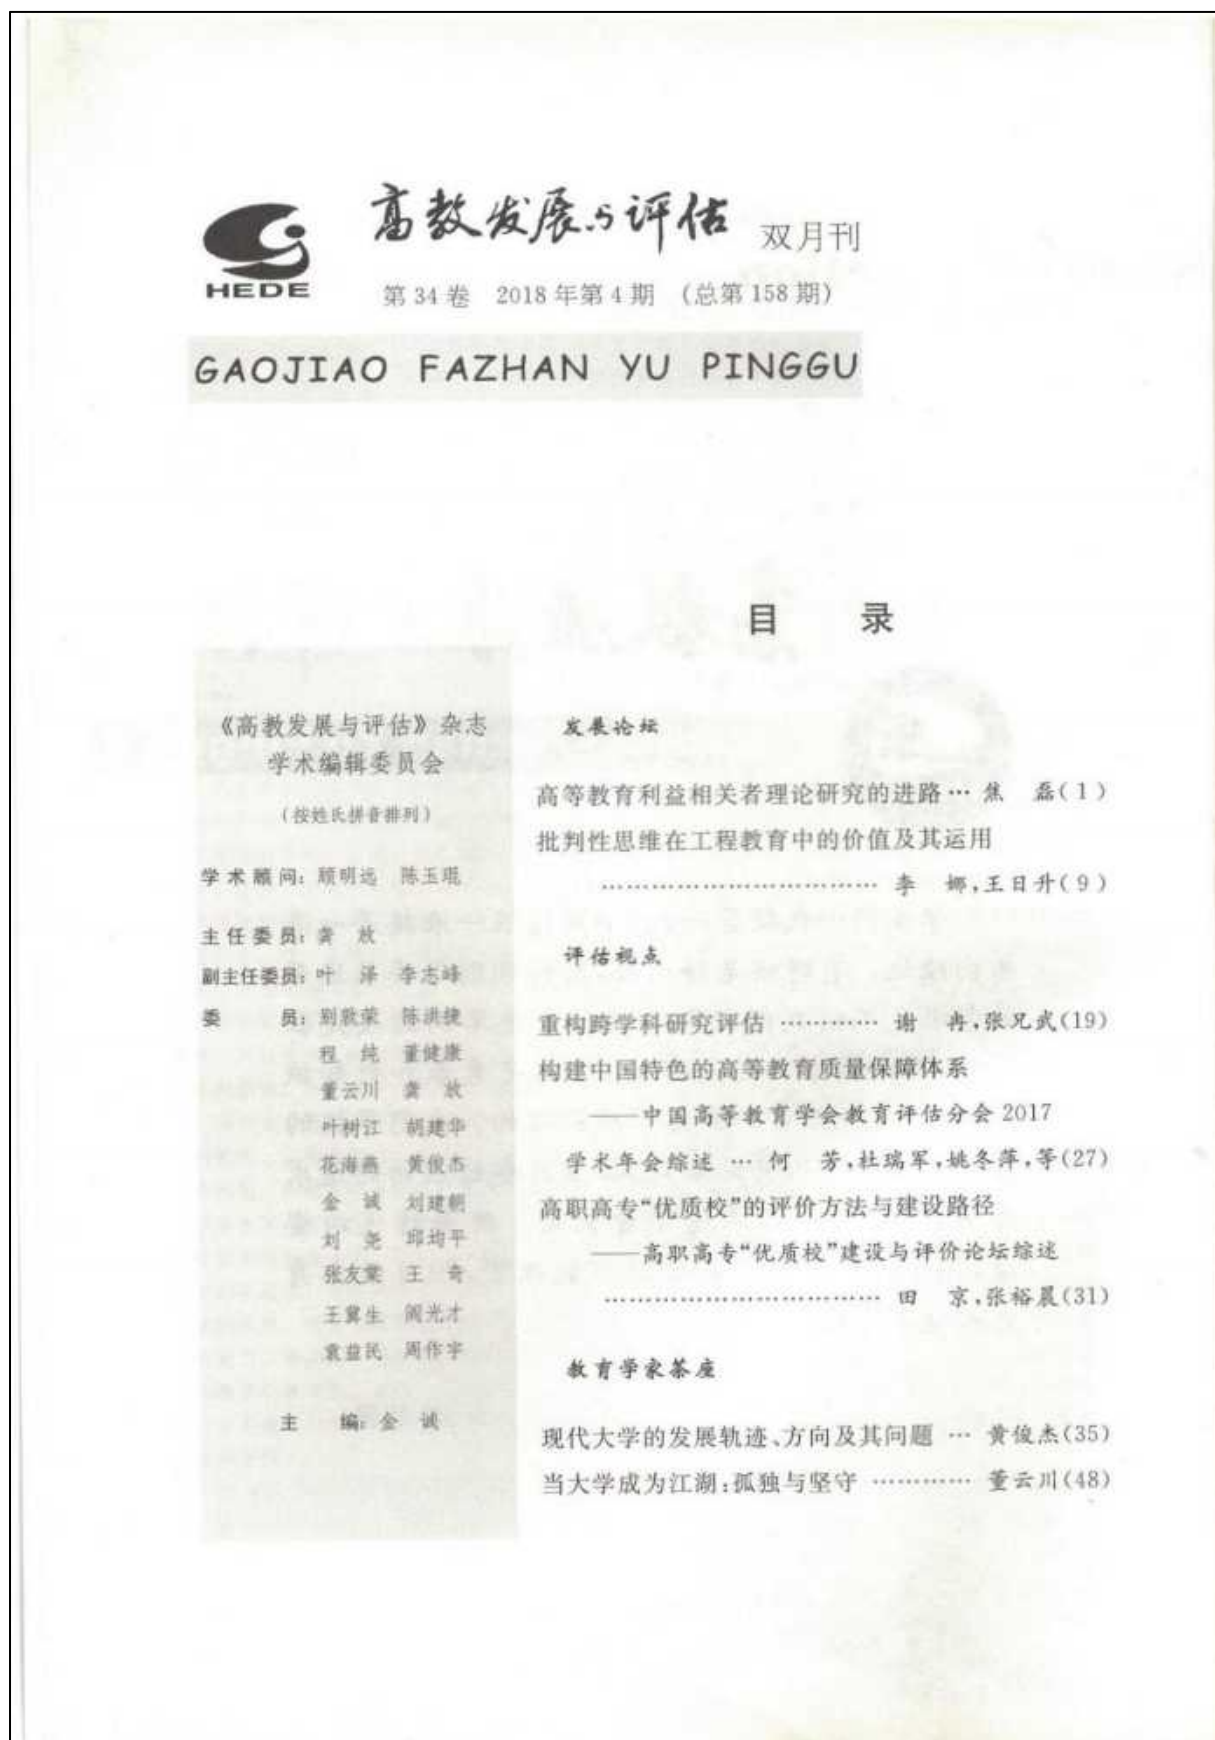 高教发展与评估 双月刊
HEDE
第 34 卷 2018 年第 4 期 (总第 158 期)
GAOJIAO FAZHAN YU PINGGU
目 录
《高教发展与评估》杂志
学术编辑委员会
(按姓氏拼音排列)
学术顾问: 顾明远 陈玉琨
主任委员: 龚 放
副主任委员: 叶 泽 李志峰
委 员: 别敦荣 陈洪捷
程 纯 董健康
董云川 龚 放
叶树江 胡建华
花海燕 黄俊杰
金 诚 刘建朝
刘 尧 邱均平
张友棠 王 奇
王冀生 阎光才
袁益民 周作宇
主 编: 金 诚
发展论坛
高等教育利益相关者理论研究的进路 … 焦 磊(1)
批判性思维在工程教育中的价值及其运用
…………………………… 李 娜,王日升(9)
评估视点
重构跨学科研究评估 ………… 谢 冉,张兄武(19)
构建中国特色的高等教育质量保障体系
——中国高等教育学会教育评估分会 2017
学术年会综述 … 何 芳,杜瑞军,姚冬萍,等(27)
高职高专“优质校”的评价方法与建设路径
——高职高专“优质校”建设与评价论坛综述
…………………………… 田 京,张裕晨(31)
教育学家茶座
现代大学的发展轨迹、方向及其问题 … 黄俊杰(35)
当大学成为江湖:孤独与坚守 ………… 董云川(48)